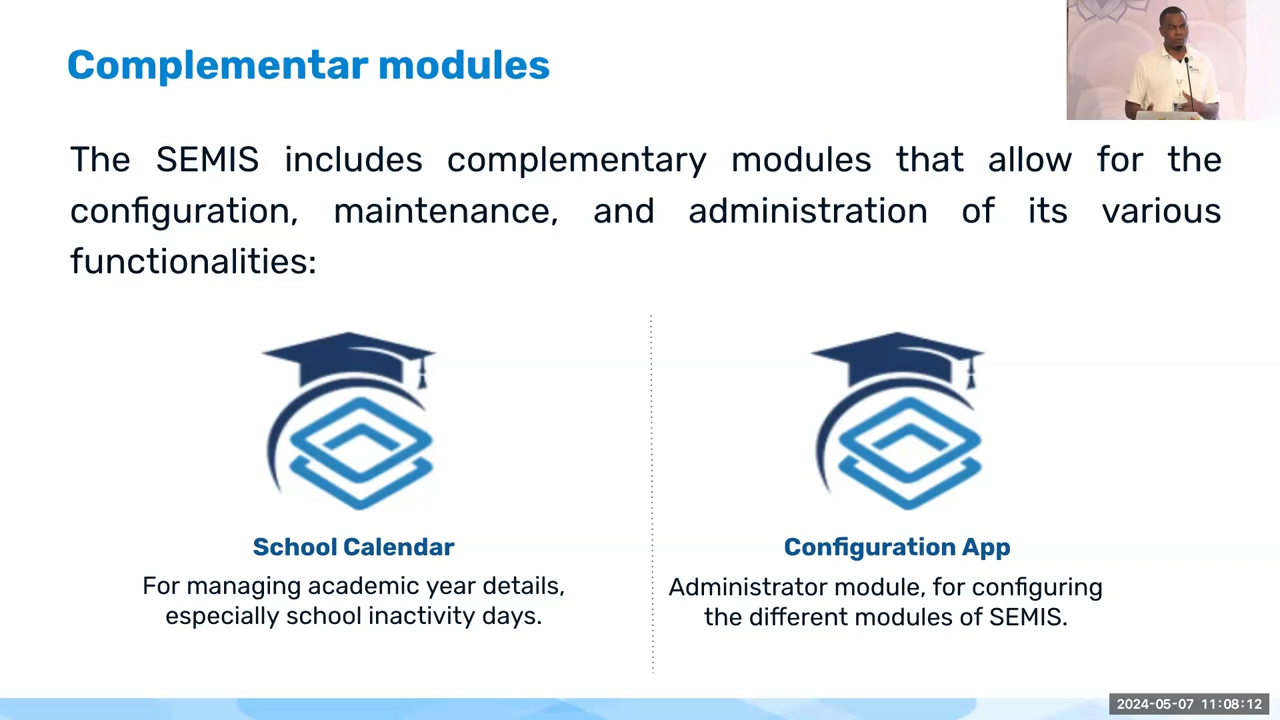 Complementar modules
The SEMIS includes complementary modules that allow for the
configuration, maintenance, and administration of its various
functionalities:
School Calendar
For managing academic year details,
especially school inactivity days.
Configuration App
Administrator module, for configuring
the different modules of SEMIS.
2024-05-07 11:08:12